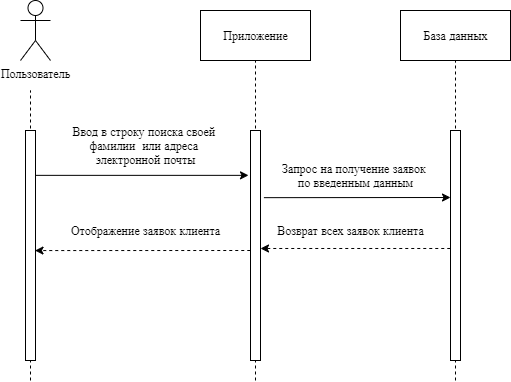 Пользователь
Приложение
База данных
Ввод в строку поиска своей
фамилии или адреса
электронной почты
Запрос на получение заявок
по введенным данным
Отображение заявок клиента
Возврат всех заявок клиента